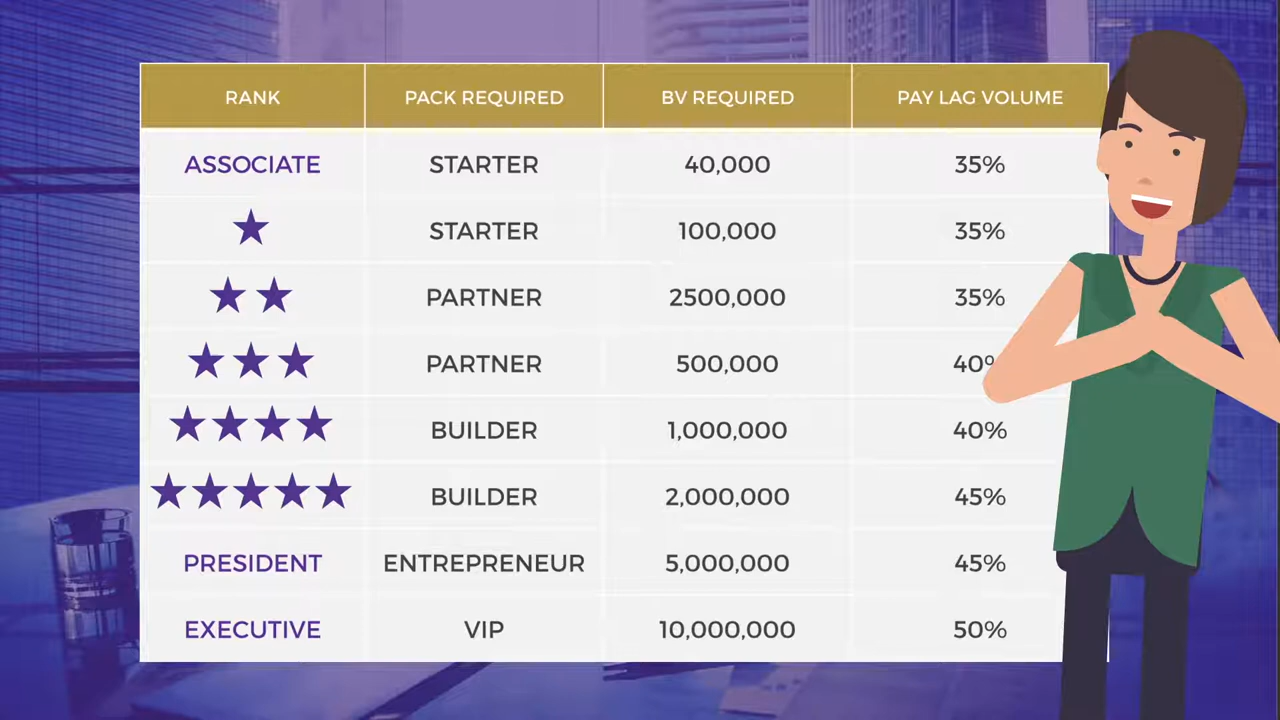 RANK PACK REQUIRED BV REQUIRED PAY LAG VOLUME
ASSOCIATE STARTER 40,000 35%
STARTER 100,000 35%
PARTNER 2500,000 35%
PARTNER 500,000 40%
BUILDER 1,000,000 40%
BUILDER 2,000,000 45%
PRESIDENT ENTREPRENEUR 5,000,000 45%
EXECUTIVE VIP 10,000,000 50%